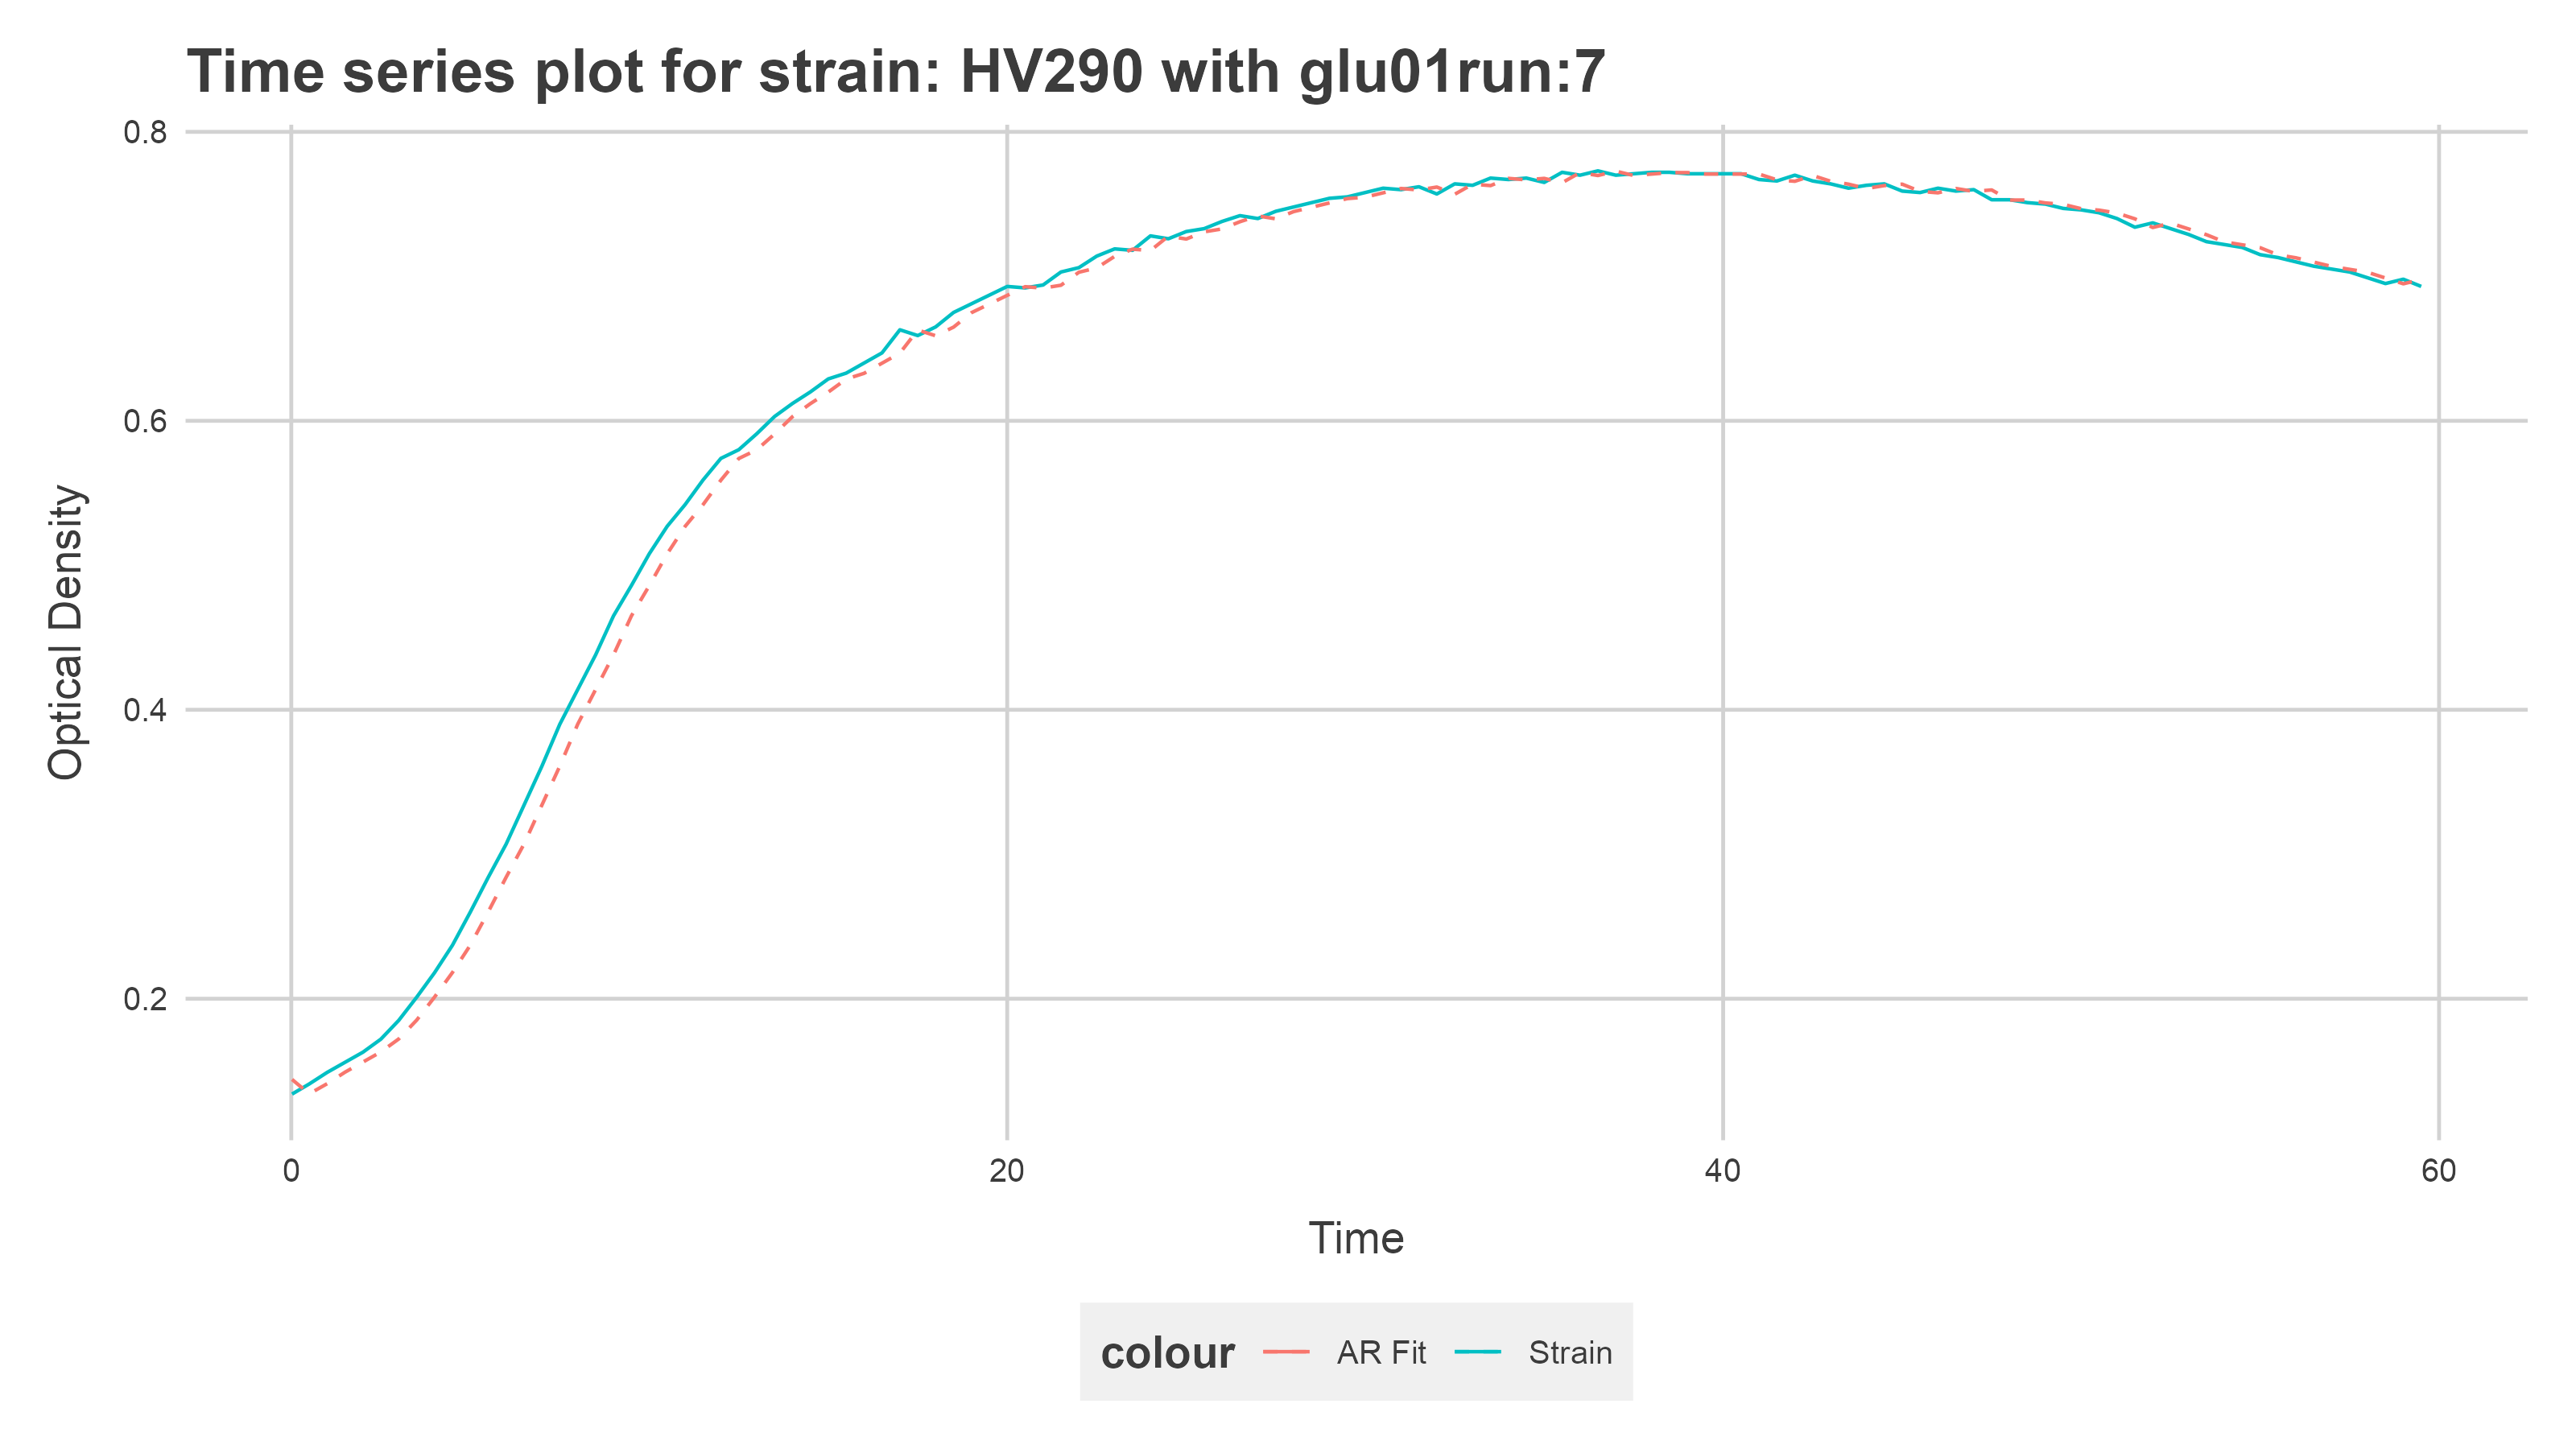 Time series plot for strain: HV290 with glu01run:7
0.8
0.6
0.4
0.2
Optical Density
0 20 40 60
Time
colour AR Fit Strain